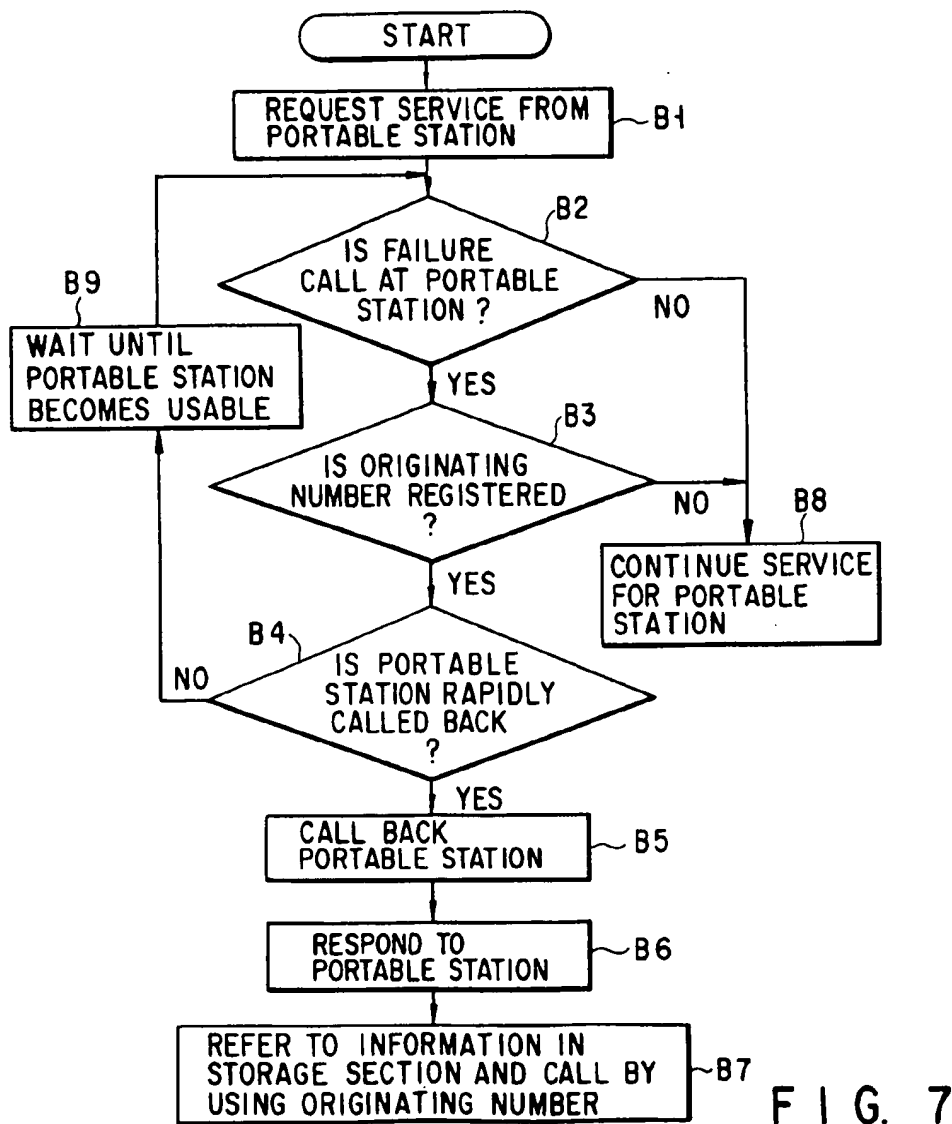 START
REQUEST SERVICE FROM
PORTABLE STATION
B1
B2
IS FAILURE
CALL AT PORTABLE
STATION ?
NO
YES
B9
WAIT UNTIL
PORTABLE STATION
BECOMES USABLE
B3
IS ORIGINATING
NUMBER REGISTERED
?
NO
YES
B8
CONTINUE SERVICE
FOR PORTABLE
STATION
B4
NO
IS PORTABLE
STATION RAPIDLY
CALLED BACK
?
YES
CALL BACK
PORTABLE STATION
B5
RESPOND TO
PORTABLE STATION
B6
REFER TO INFORMATION IN
STORAGE SECTION AND CALL BY
USING ORIGINATING NUMBER
B7
FIG. 7